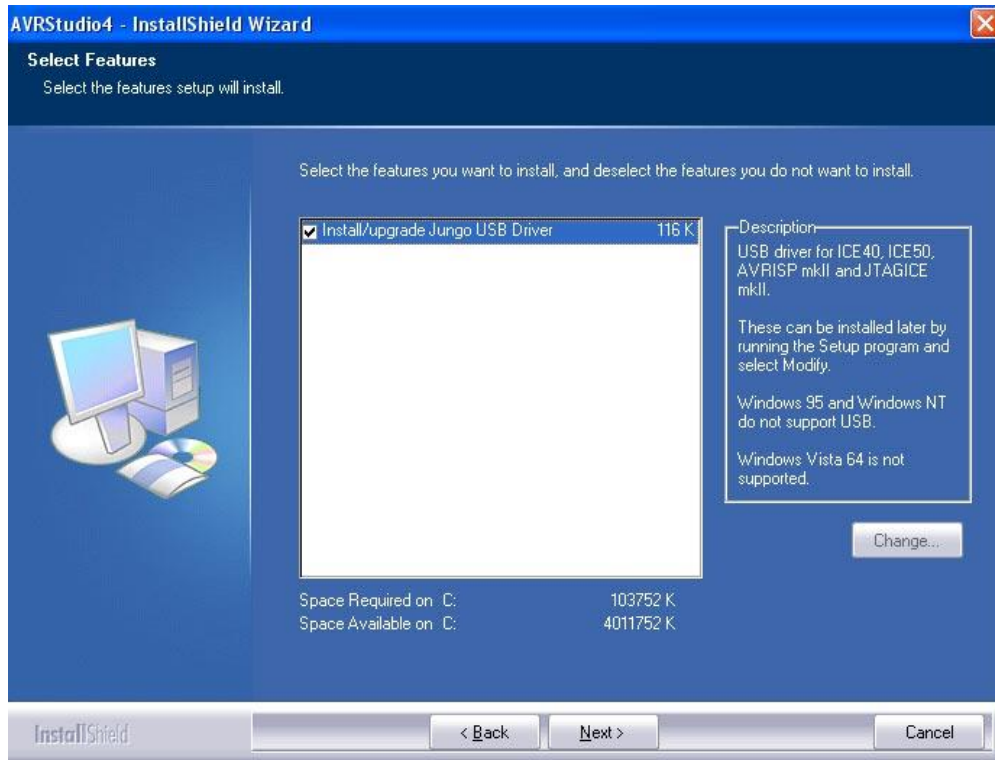 AVRStudio4 - InstallShield Wizard
Select Features
Select the features setup will install.
Select the features you want to install, and deselect the features you do not want to install.
Install/upgrade Jungo USB Driver 116 K
Description
USB driver for ICE40, ICE50,
AVRISP mkII and JTAGICE
mkII.
These can be installed later by
running the Setup program and
select Modify.
Windows 95 and Windows NT
do not support USB.
Windows Vista 64 is not
supported.
Change...
Space Required on C: 103752 K
Space Available on C: 4011752 K
InstallShield
< Back Next > Cancel